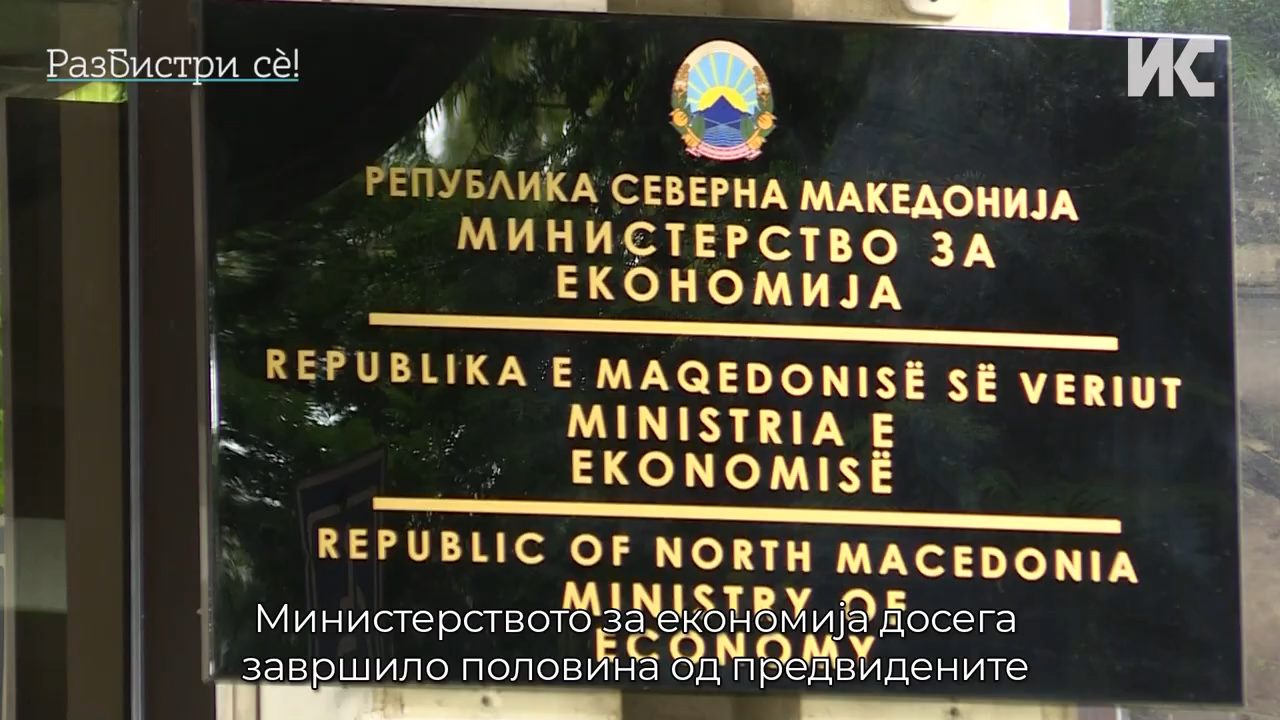 РазБистри сѐ!
ИС
РЕПУБЛИКА СЕВЕРНА МАКЕДОНИЈА
МИНИСТЕРСТВО ЗА
ЕКОНОМИЈА
REPUBLIKA E MAQEDONISË SË VERIUT
MINISTRIA E
EKONOMISË
REPUBLIC OF NORTH MACEDONIA
MINISTRY OF
ECONOMY
Министерството за економија досега
завршило половина од предвидените